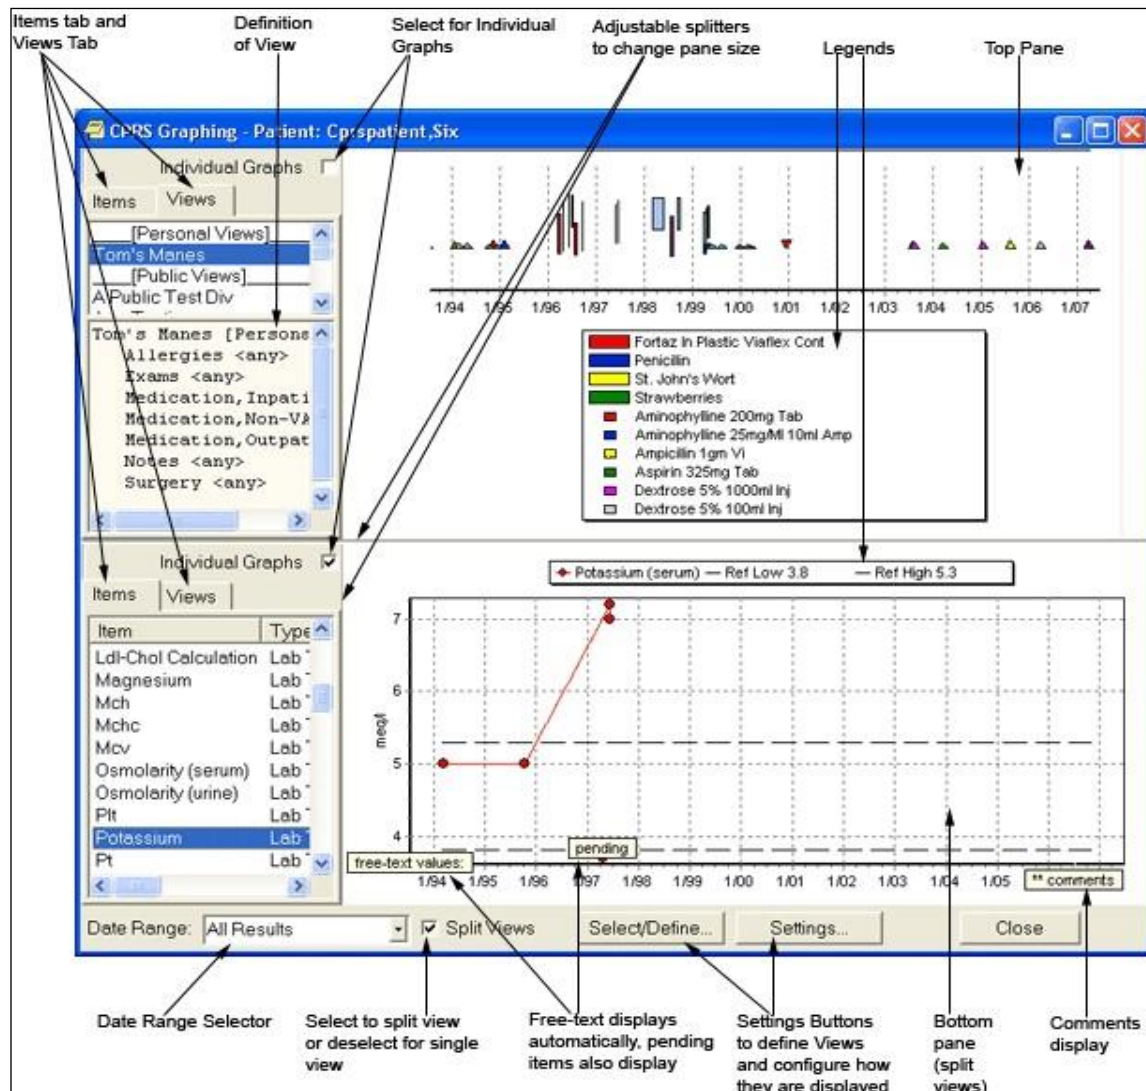 Items tab and
Views Tab
Definition
of View
Select for Individual
Graphs
Adjustable splitters
to change pane size
Legends
Top Pane
CPRS Graphing - Patient: Cprspatient,Six
Individual Graphs
Items
Views
[Personal Views]
Tom's Manes
[Public Views]
A Public Test Div
Tom's Manes [Persona
Allergies <any>
Exams <any>
Medication,Inpati
Medication,Non-VA
Medication,Outpat
Notes <any>
Surgery <any>
1/94 1/95 1/96 1/97 1/98 1/99 1/00 1/01 1/02 1/03 1/04 1/05 1/06 1/07
Fortaz In Plastic Viaflex Cont
Penicillin
St. John's Wort
Strawberries
Aminophylline 200mg Tab
Aminophylline 25mg/Ml 10ml Amp
Ampicillin 1gm Vi
Aspirin 325mg Tab
Dextrose 5% 1000ml Inj
Dextrose 5% 100ml Inj
Individual Graphs
Items
Views
Item Type
Ldl-Chol Calculation Lab T
Magnesium Lab T
Mch Lab T
Mchc Lab T
Mcv Lab T
Osmolarity (serum) Lab T
Osmolarity (urine) Lab T
Plt Lab T
Potassium Lab T
Pt Lab T
Potassium (serum) Ref Low 3.8 Ref High 5.3
7
6
5
4
meq/l
free-text values:
pending
1/94 1/95 1/96 1/97 1/98 1/99 1/00 1/01 1/02 1/03 1/04 1/05
** comments
Date Range: All Results
Split Views
Select/Define...
Settings...
Close
Date Range Selector
Select to split view
or deselect for single
view
Free-text displays
automatically, pending
items also display
Settings Buttons
to define Views
and configure how
they are displayed
Bottom
pane
(split
views)
Comments
display